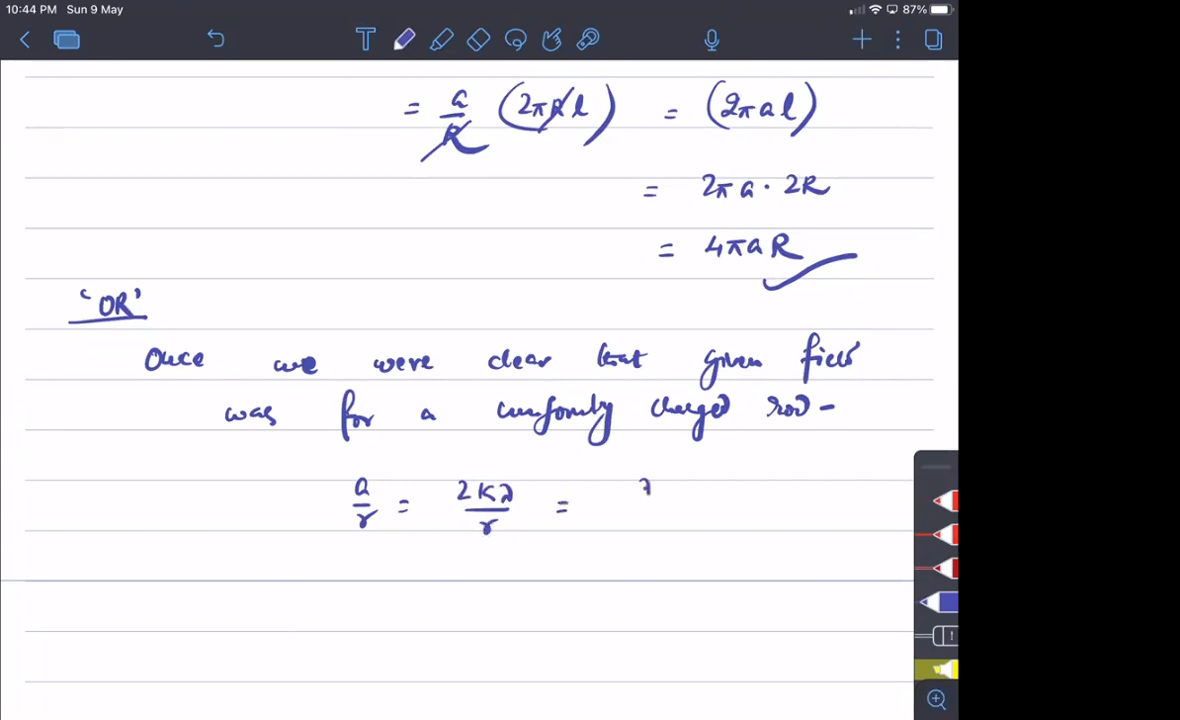 10:44 PM Sun 9 May 87%
= a/R (2πRl) = (2πal)
= 2πa · 2R
= 4πaR
'OR'
Once we were clear that given field
was for a uniformly charged rod -
a/r = 2Kλ/r =